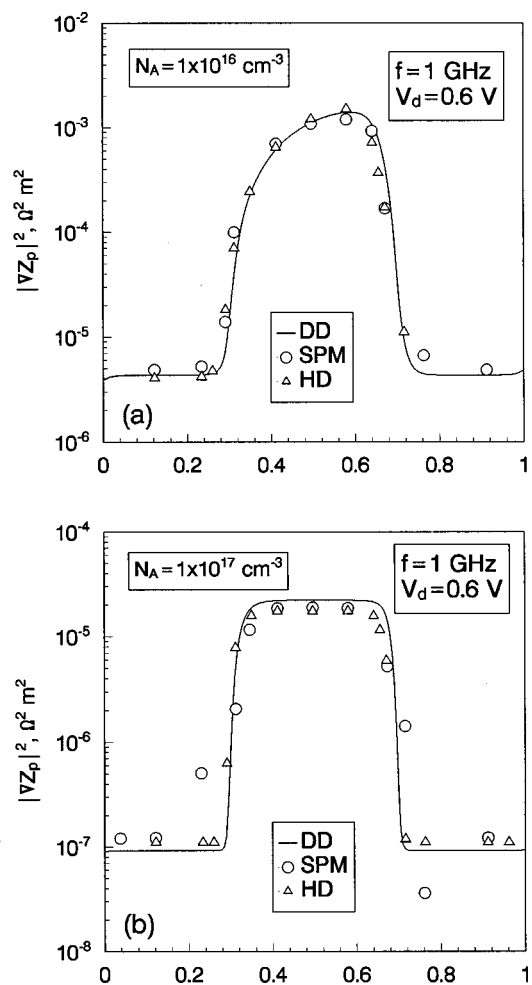 10⁻²
N_A=1x10¹⁶ cm⁻³
f=1 GHz
V_d=0.6 V
10⁻³
10⁻⁴
|∇Z_p|², Ω² m²
DD
SPM
HD
10⁻⁵
(a)
10⁻⁶
0 0.2 0.4 0.6 0.8 1
10⁻⁴
N_A=1x10¹⁷ cm⁻³
f=1 GHz
V_d=0.6 V
10⁻⁵
10⁻⁶
|∇Z_p|², Ω² m²
10⁻⁷
DD
SPM
HD
(b)
10⁻⁸
0 0.2 0.4 0.6 0.8 1